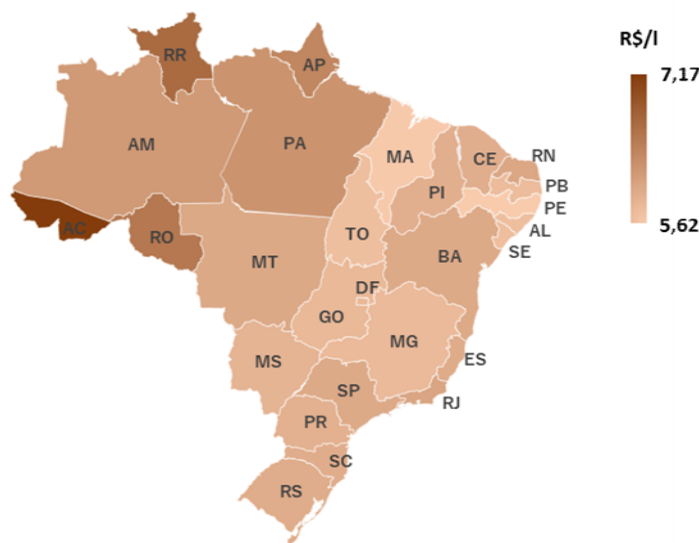 R$/l
7,17
5,62
RR
AP
AM
PA
MA
CE
RN
PB
PE
AL
SE
PI
AC
RO
TO
MT
BA
DF
GO
MG
ES
MS
SP
RJ
PR
SC
RS